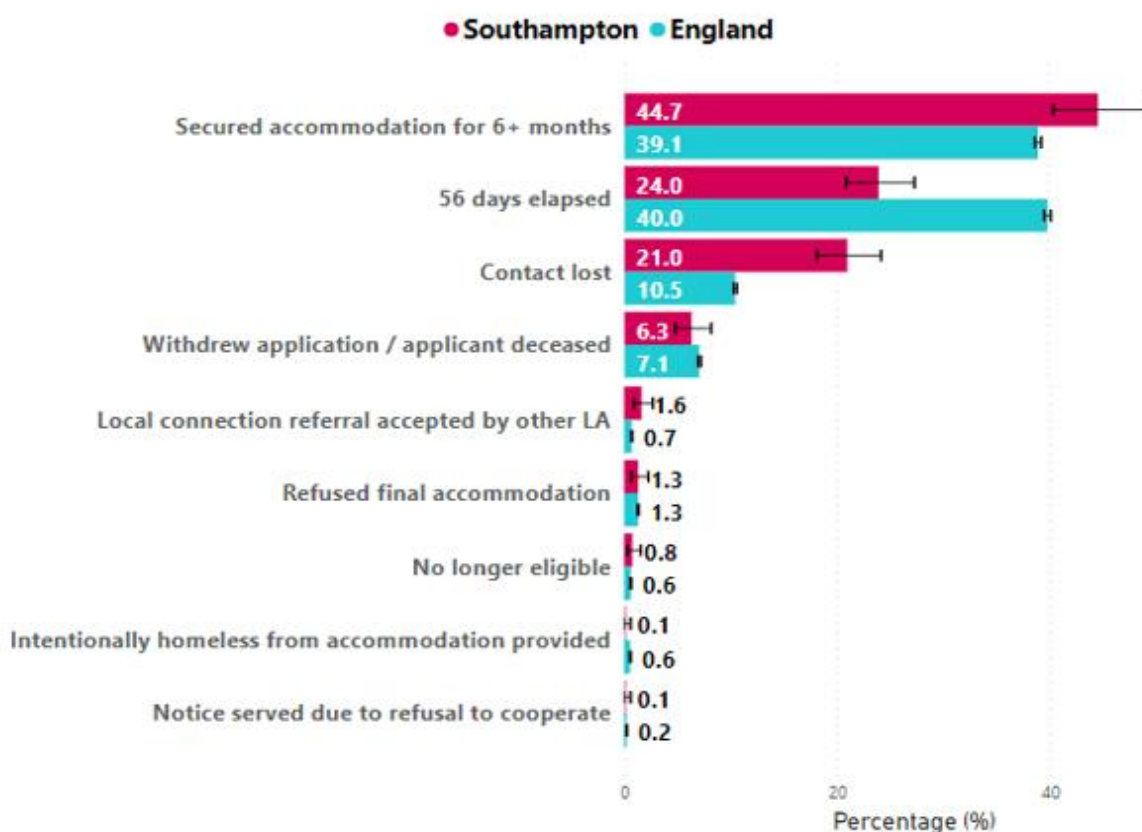 Southampton England
Secured accommodation for 6+ months
44.7
39.1
56 days elapsed
24.0
40.0
Contact lost
21.0
10.5
Withdrew application / applicant deceased
6.3
7.1
Local connection referral accepted by other LA
1.6
0.7
Refused final accommodation
1.3
1.3
No longer eligible
0.8
0.6
Intentionally homeless from accommodation provided
0.1
0.6
Notice served due to refusal to cooperate
0.1
0.2
0 20 40
Percentage (%)